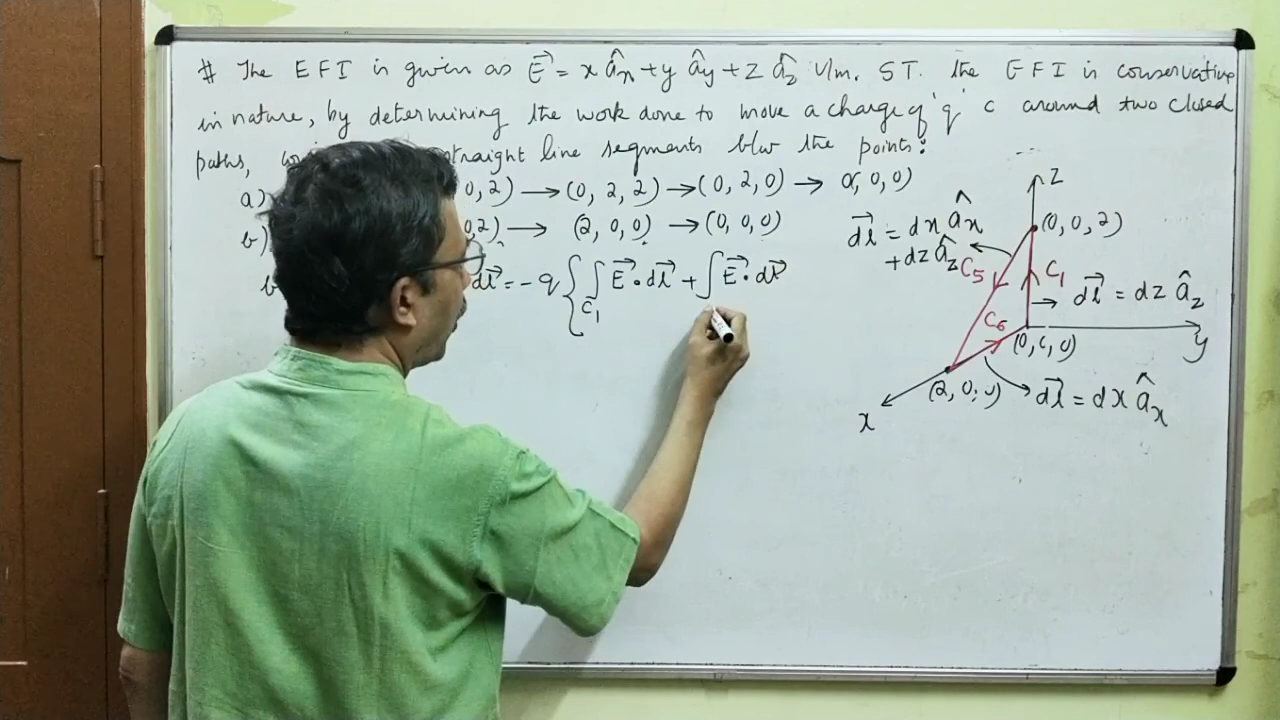 # The EFI is given as E⃗ = x âx + y ây + z âz V/m. ST. the EFI is conservative
in nature, by determining the work done to move a charge of 'q' C around two closed
paths, straight line segments b/w the points:
a) 0, 2) → (0, 2, 2) → (0, 2, 0) → 0, 0)
b) 0,2) → (2, 0, 0) → (0, 0, 0)
dl⃗ = - q { ∫C₁ E⃗ • dl⃗ + ∫ E⃗ • dl⃗
z
(0, 0, 2)
dl⃗ = dx âx
+ dz âz
C₅
C₁
dl⃗ = dz âz
C₆
(0, 0, 0)
y
(2, 0, 0)
dl⃗ = dx âx
x